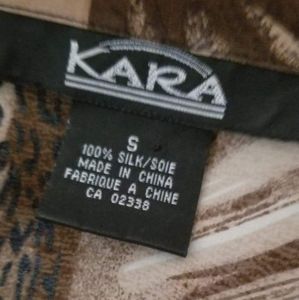 KARA
S
100% SILK/SOIE
MADE IN CHINA
FABRIQUE A CHINE
CA 02338